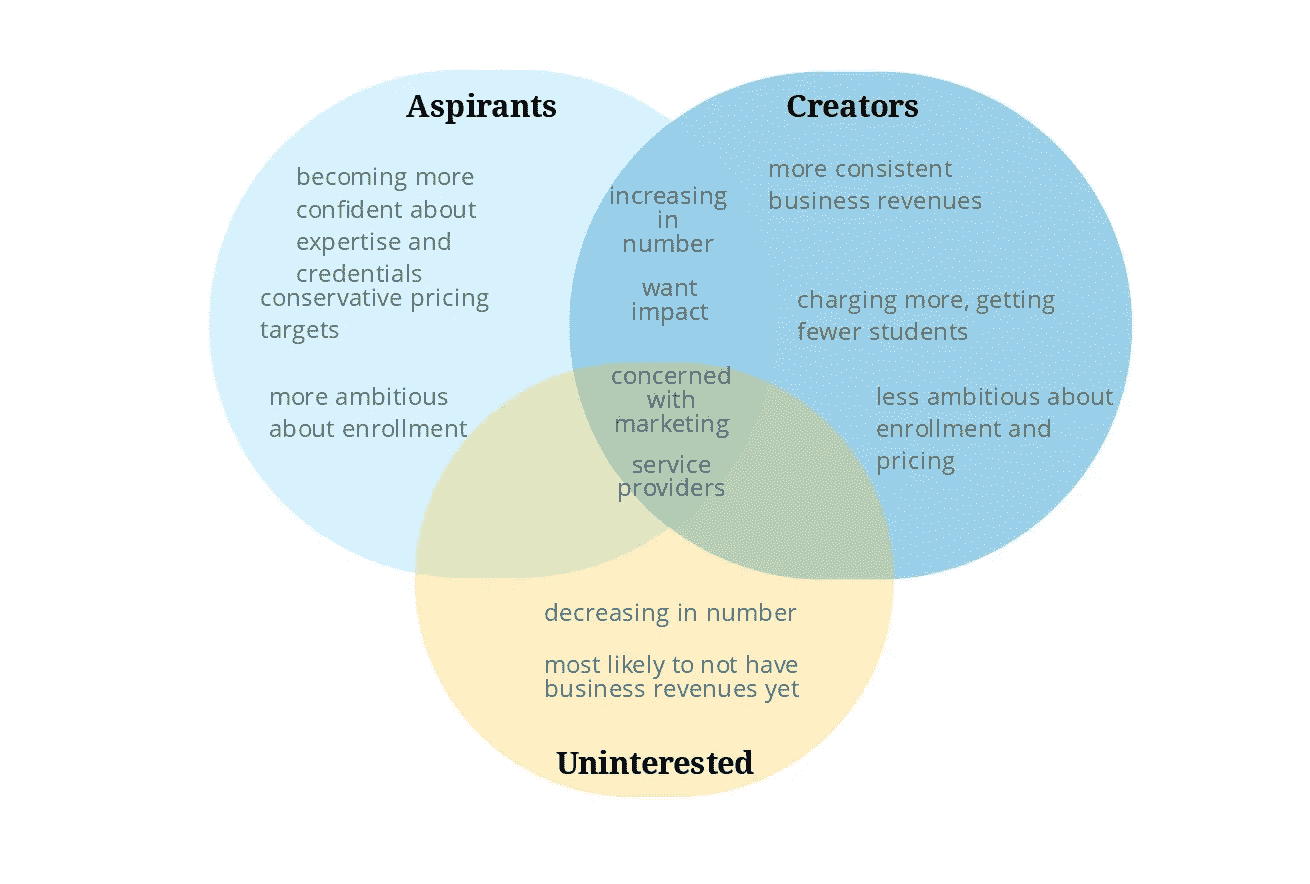 Aspirants
becoming more
confident about
expertise and
credentials
conservative pricing
targets
more ambitious
about enrollment
increasing
in
number
want
impact
concerned
with
marketing
service
providers
Creators
more consistent
business revenues
charging more, getting
fewer students
less ambitious about
enrollment and
pricing
decreasing in number
most likely to not have
business revenues yet
Uninterested